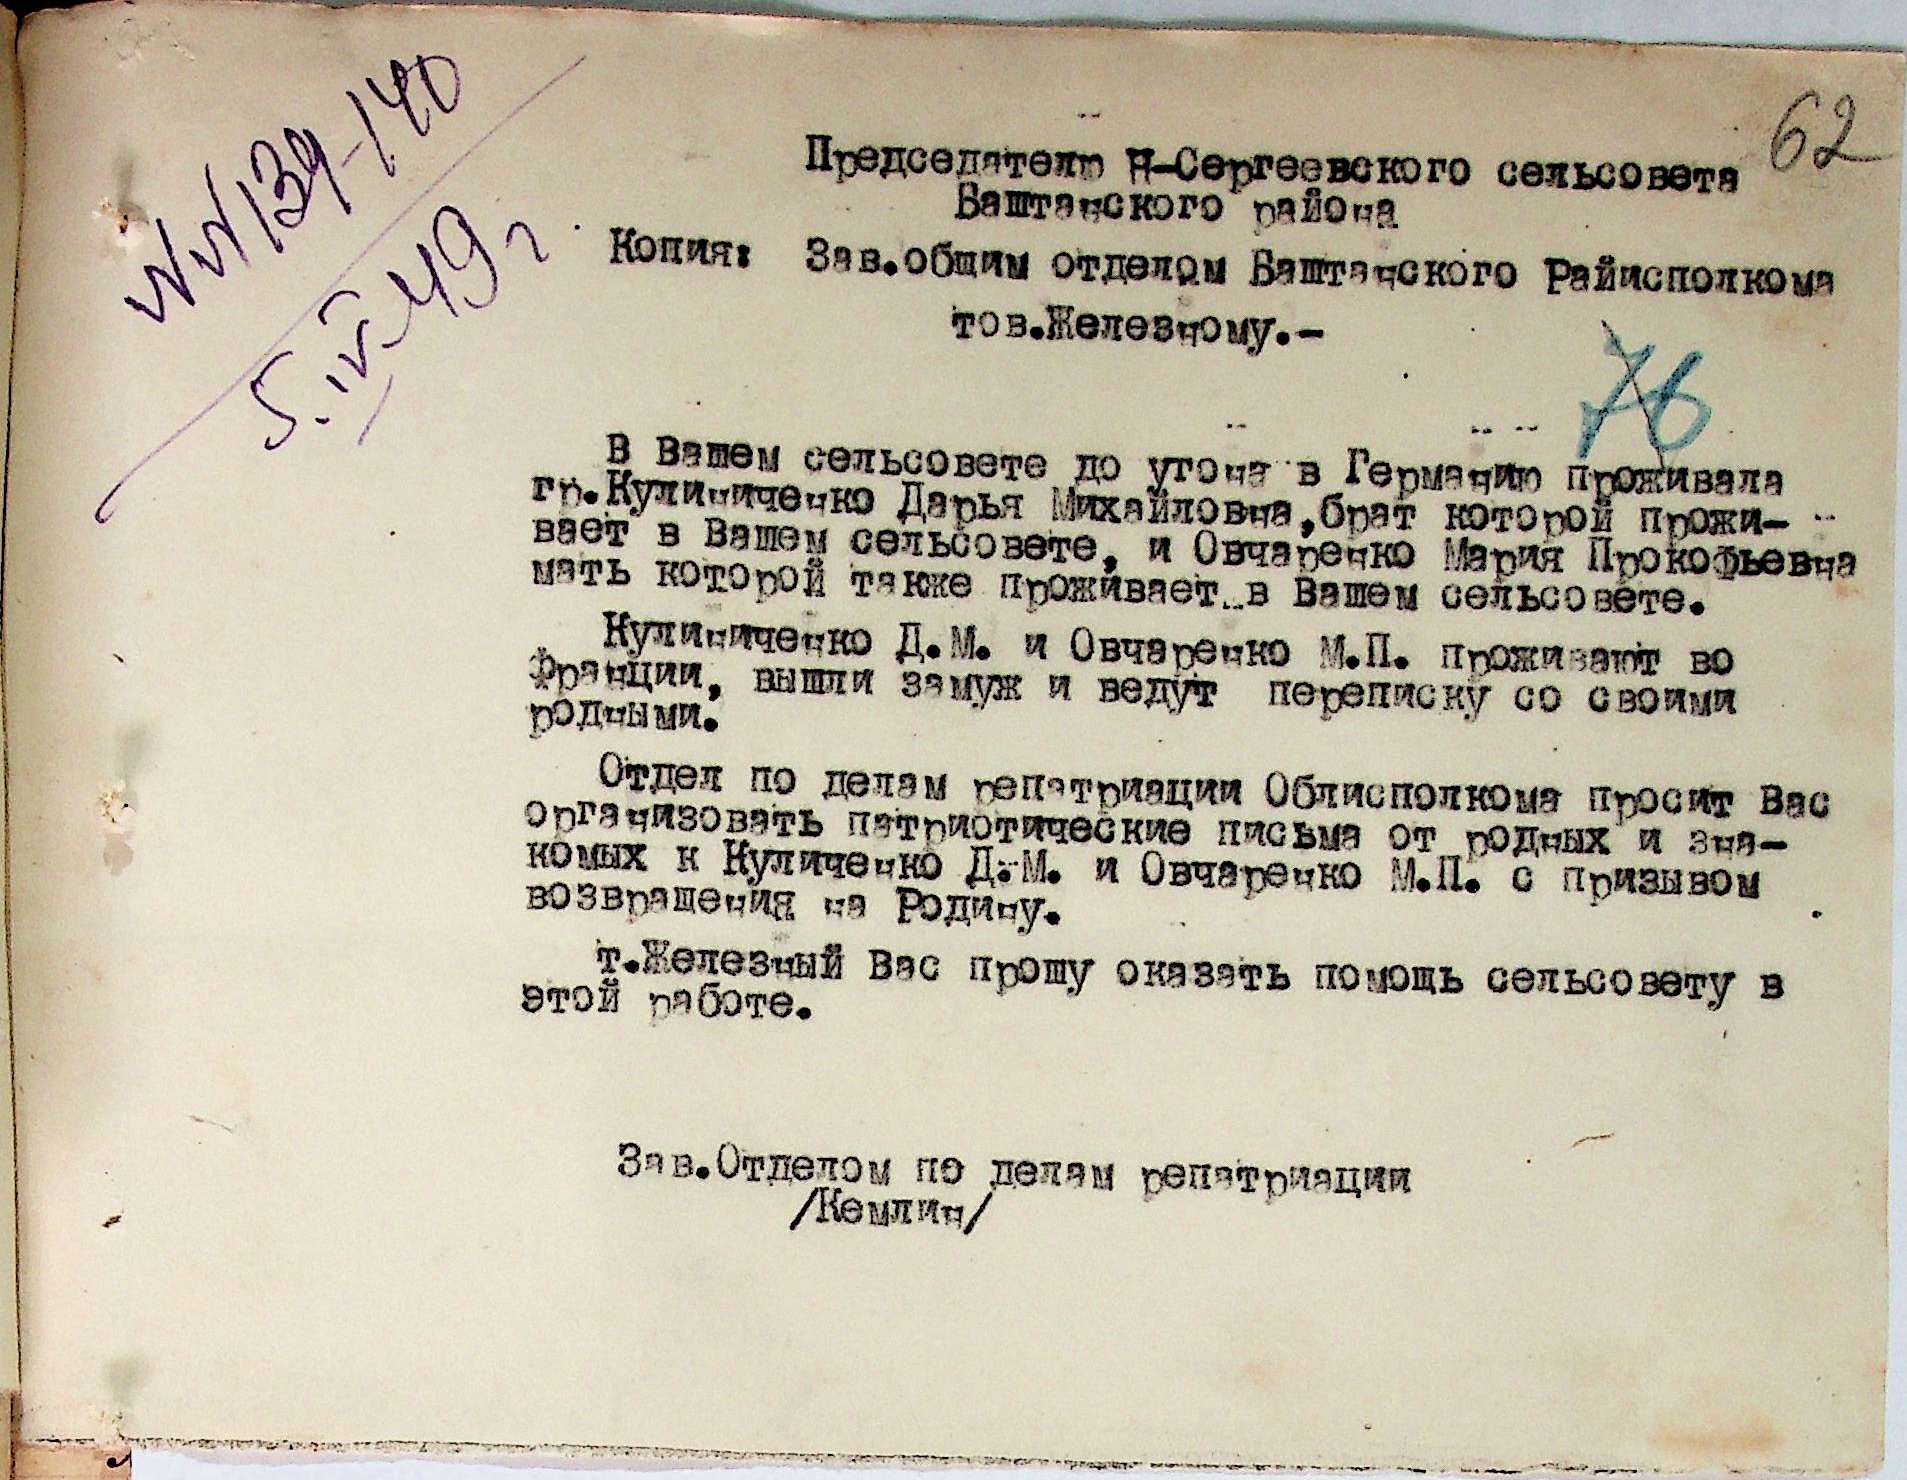 №№139-140
5.IV-49г
62
Председателю Н-Сергеевского сельсовета
Баштанского района
Копия: Зав.общим отделом Баштанского Райисполкома
тов.Железному.-
76
В Вашем сельсовете до угона в Германию проживала
гр.Кулиниченко Дарья Михайловна,брат которой прожи-
вает в Вашем сельсовете, и Овчаренко Мария Прокофьевна
мать которой также проживает в Вашем сельсовете.
Кулиниченко Д.М. и Овчаренко М.П. проживают во
Франции, вышли замуж и ведут переписку со своими
родными.
Отдел по делам репатриации Облисполкома просит Вас
организовать патриотические письма от родных и зна-
комых к Куличенко Д.М. и Овчаренко М.П. с призывом
возвращения на Родину.
т.Железный Вас прошу оказать помощь сельсовету в
этой работе.
Зав.Отделом по делам репатриации
/Кемлин/